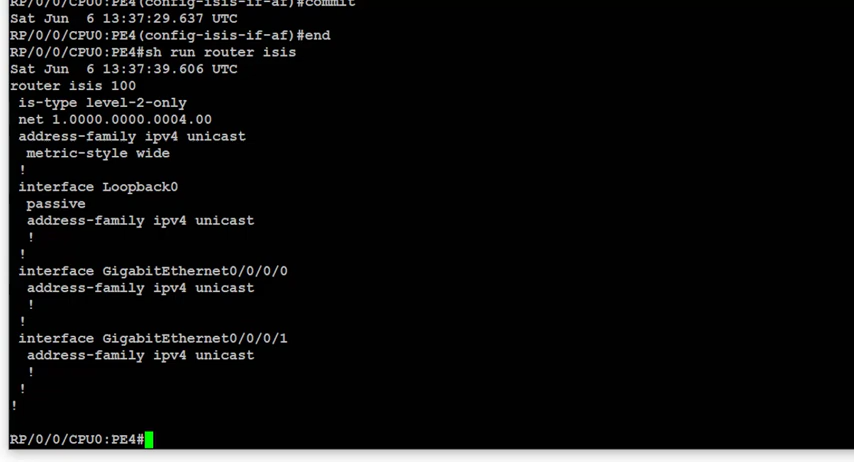 RP/0/0/CPU0:PE4(config-isis-if-af)#commit
Sat Jun  6 13:37:29.637 UTC
RP/0/0/CPU0:PE4(config-isis-if-af)#end
RP/0/0/CPU0:PE4#sh run router isis
Sat Jun  6 13:37:39.606 UTC
router isis 100
 is-type level-2-only
 net 1.0000.0000.0004.00
 address-family ipv4 unicast
  metric-style wide
 !
 interface Loopback0
  passive
  address-family ipv4 unicast
  !
 !
 interface GigabitEthernet0/0/0/0
  address-family ipv4 unicast
  !
 !
 interface GigabitEthernet0/0/0/1
  address-family ipv4 unicast
  !
 !
!
RP/0/0/CPU0:PE4#